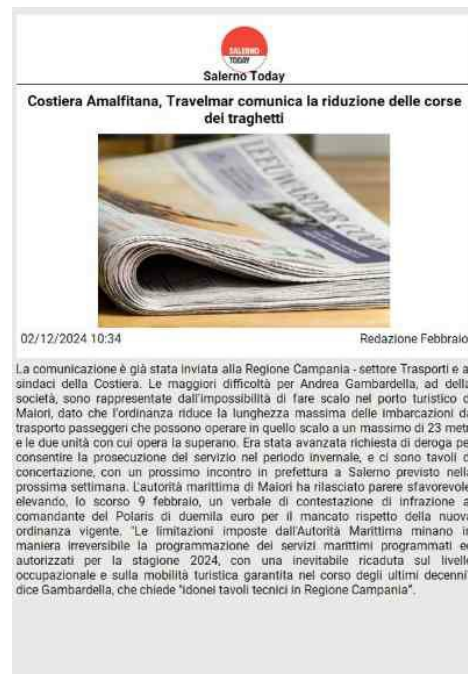 SALERNO
TODAY
Salerno Today
Costiera Amalfitana, Travelmar comunica la riduzione delle corse
dei traghetti
LEEUWARDER COU
02/12/2024 10:34 Redazione Febbraio
La comunicazione è già stata inviata alla Regione Campania - settore Trasporti e a
sindaci della Costiera. Le maggiori difficoltà per Andrea Gambardella, ad della
società, sono rappresentate dall'impossibilità di fare scalo nel porto turistico d
Maiori, dato che l'ordinanza riduce la lunghezza massima delle imbarcazioni da
trasporto passeggeri che possono operare in quello scalo a un massimo di 23 metr
e le due unità con cui opera la superano. Era stata avanzata richiesta di deroga pe
consentire la prosecuzione del servizio nel periodo invernale, e ci sono tavoli d
concertazione, con un prossimo incontro in prefettura a Salerno previsto nella
prossima settimana. L'autorità marittima di Maiori ha rilasciato parere sfavorevole
elevando, lo scorso 9 febbraio, un verbale di contestazione di infrazione a
comandante del Polaris di duemila euro per il mancato rispetto della nuova
ordinanza vigente. "Le limitazioni imposte dall'Autorità Marittima minano in
maniera irreversibile la programmazione dei servizi marittimi programmati ed
autorizzati per la stagione 2024, con una inevitabile ricaduta sul livello
occupazionale e sulla mobilità turistica garantita nel corso degli ultimi decenni"
dice Gambardella, che chiede "idonei tavoli tecnici in Regione Campania".